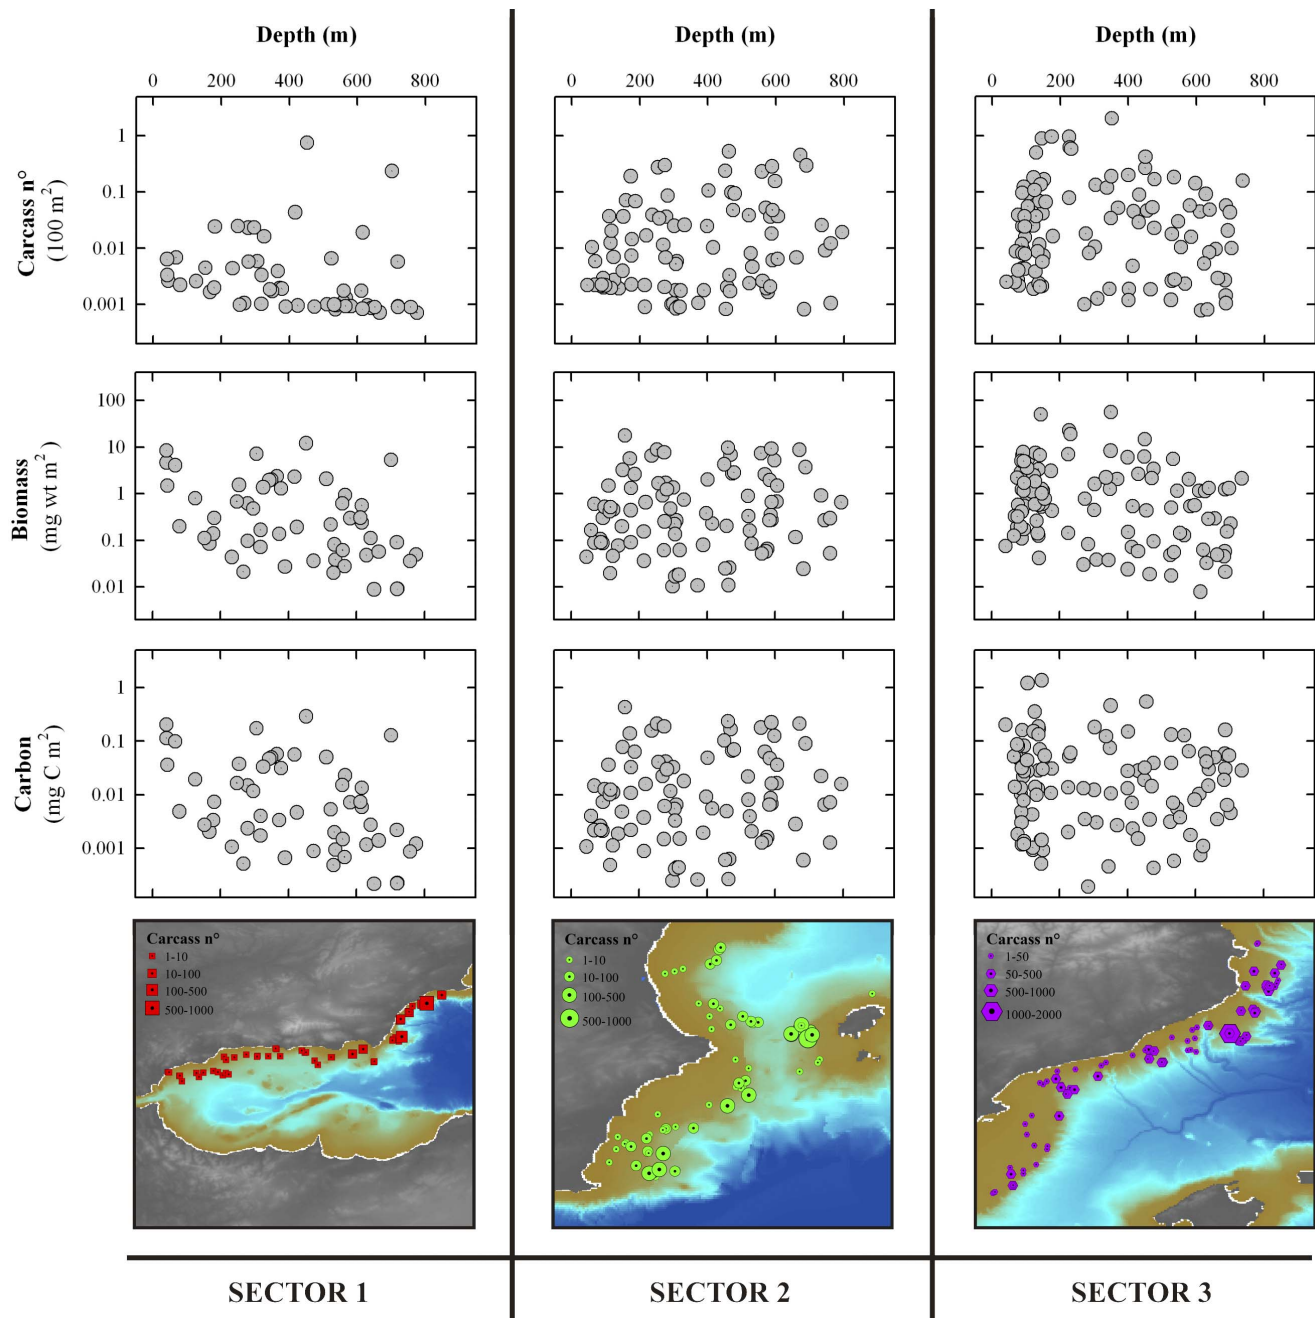 Depth (m)
Depth (m)
Depth (m)
0 200 400 600 800
0 200 400 600 800
0 200 400 600 800
Carcass n°
(100 m²)
1
0.1
0.01
0.001
Biomass
(mg wt m²)
100
10
1
0.1
0.01
Carbon
(mg C m²)
1
0.1
0.01
0.001
Carcass n°
1-10
10-100
100-500
500-1000
Carcass n°
1-10
10-100
100-500
500-1000
Carcass n°
1-50
50-500
500-1000
1000-2000
SECTOR 1
SECTOR 2
SECTOR 3